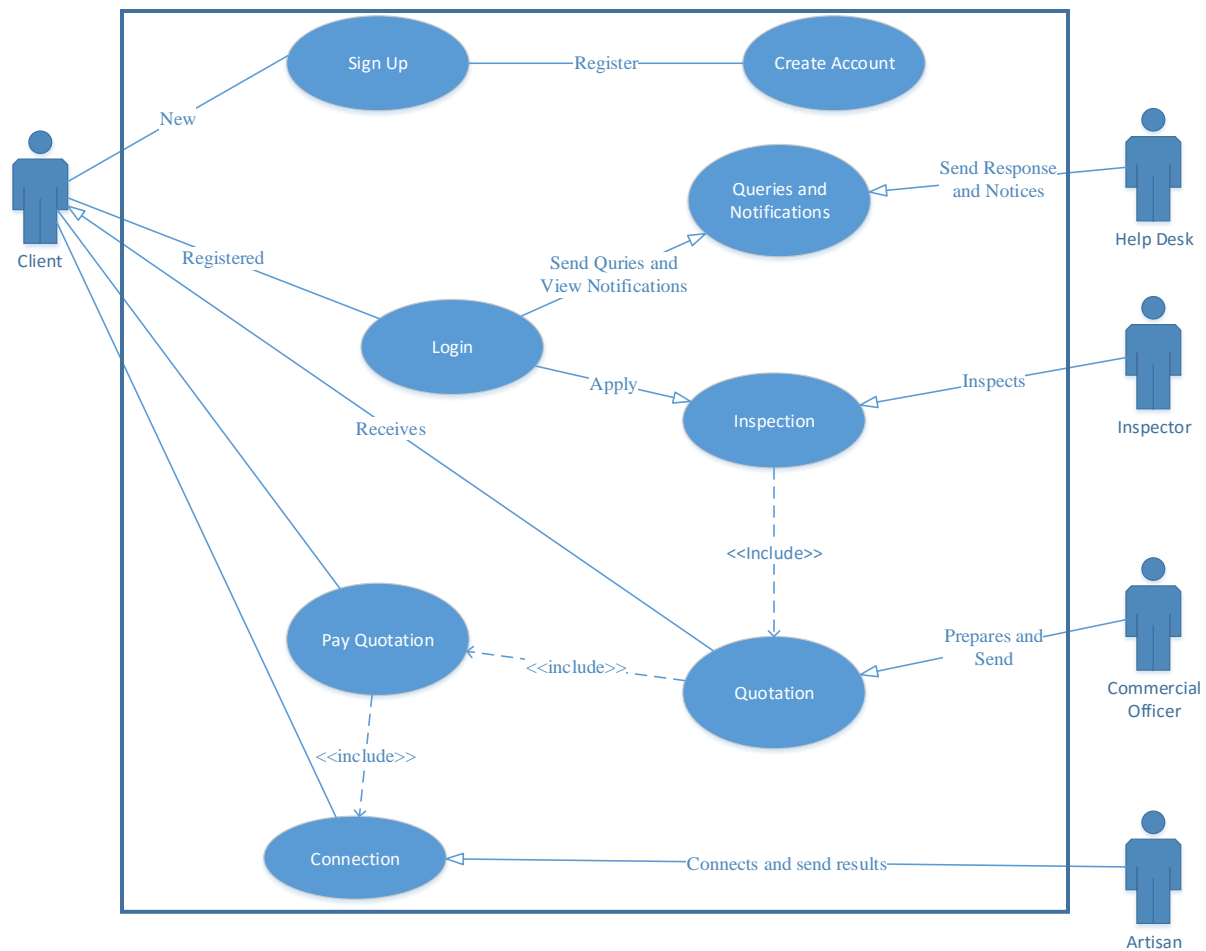 Sign Up
Register
Create Account
New
Client
Queries and
Notifications
Send Response
and Notices
Help Desk
Registered
Send Quries and
View Notifications
Login
Apply
Inspection
Inspects
Inspector
Receives
<<Include>>
Pay Quotation
<<include>>
Quotation
Prepares and
Send
Commercial
Officer
<<include>>
Connection
Connects and send results
Artisan